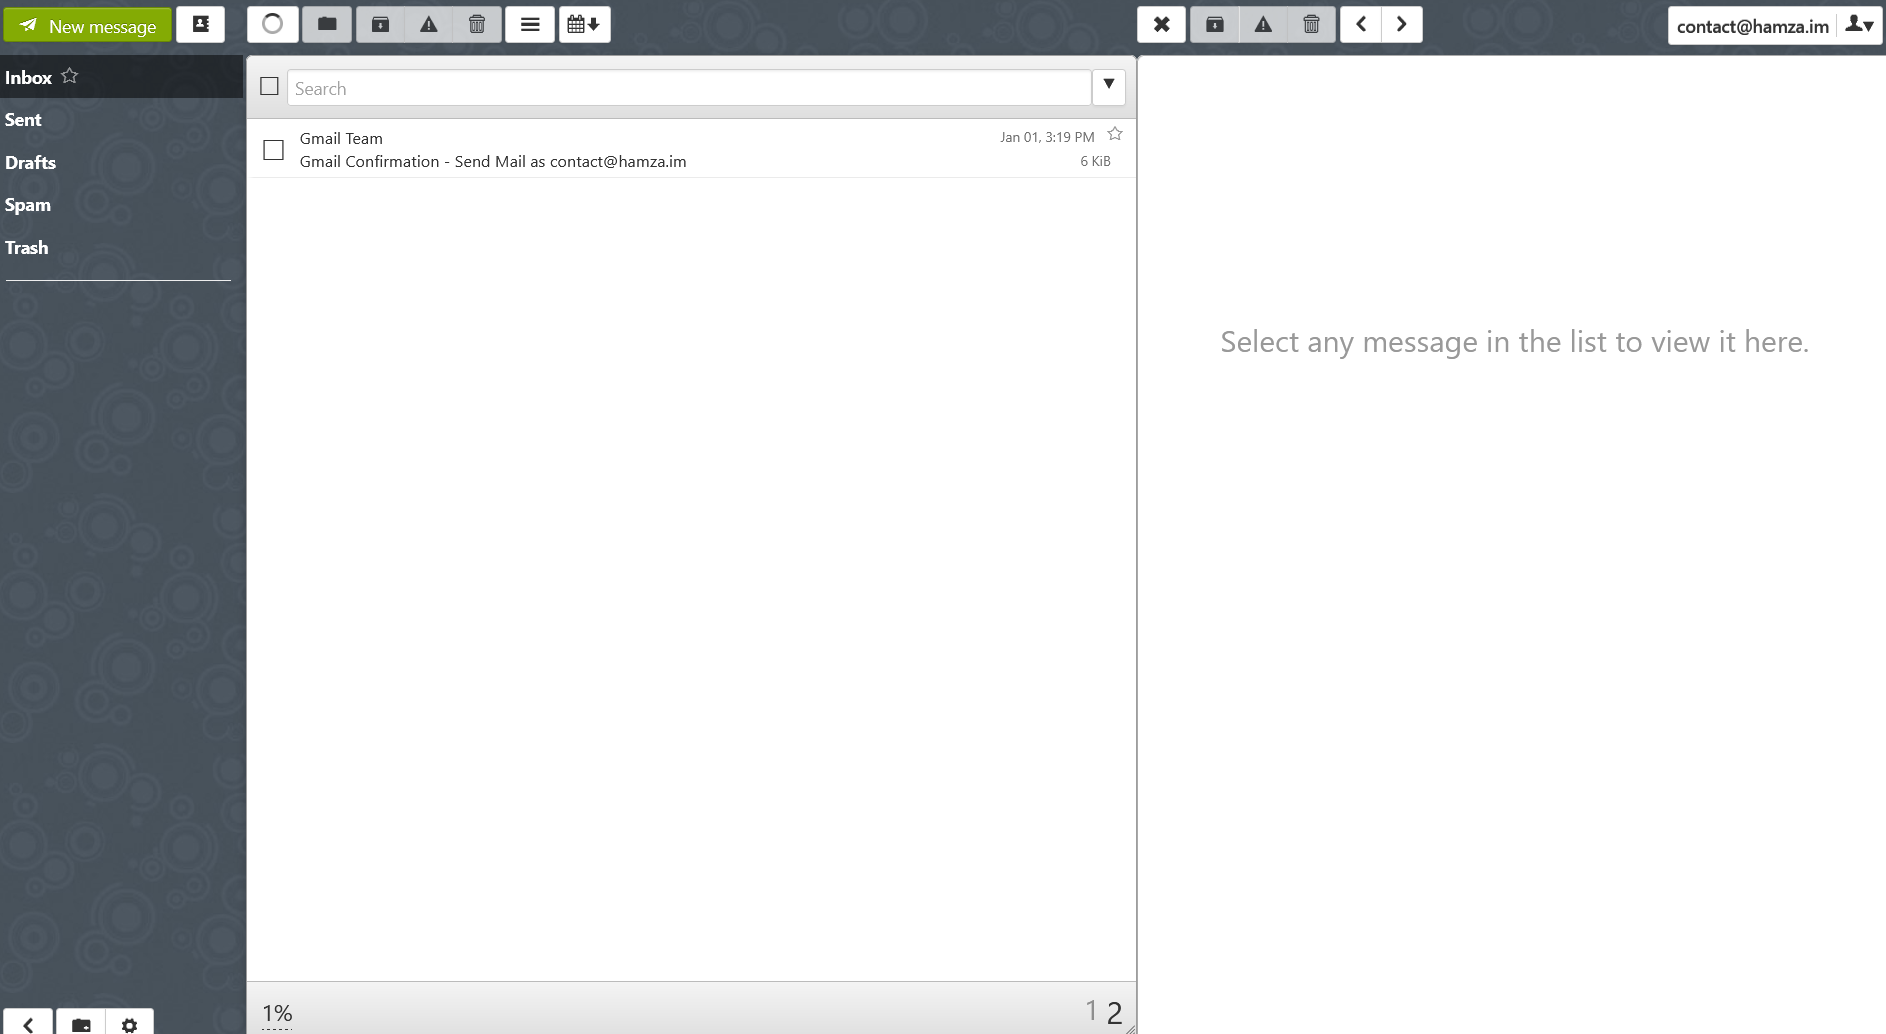 New message
contact@hamza.im
Inbox
Sent
Drafts
Spam
Trash
Search
Gmail Team
Jan 01, 3:19 PM
Gmail Confirmation - Send Mail as contact@hamza.im
6 KiB
Select any message in the list to view it here.
1%
1 2